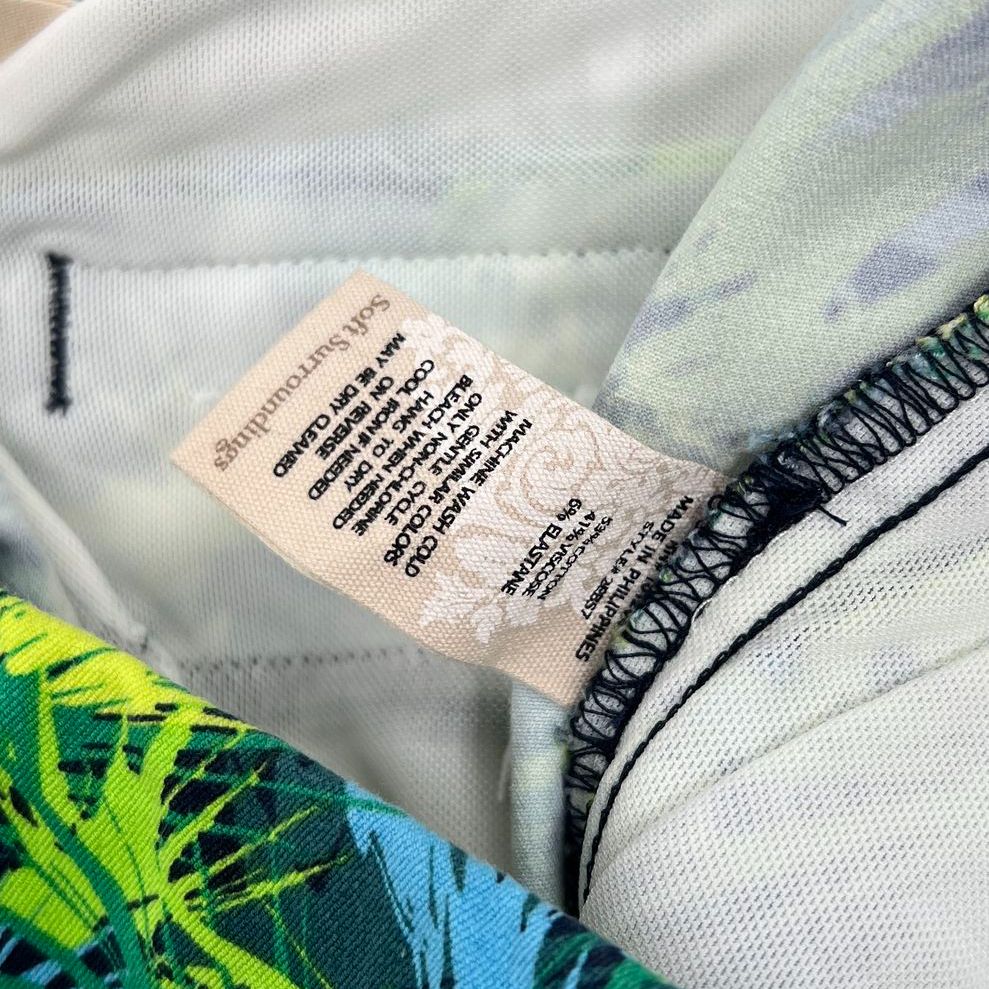 MADE IN PHILIPPINES
STYLE# 2BBS7
53% COTTON
41% VISCOSE
6% ELASTANE
MACHINE WASH COLD
WITH SIMILAR COLORS
ONLY GENTLE CYCLE
NON-CHLORINE
BLEACH WHEN NEEDED
HANG TO DRY
COOL IRON IF NEEDED
ON REVERSE
MAY BE DRY CLEANED
Soft Surroundings